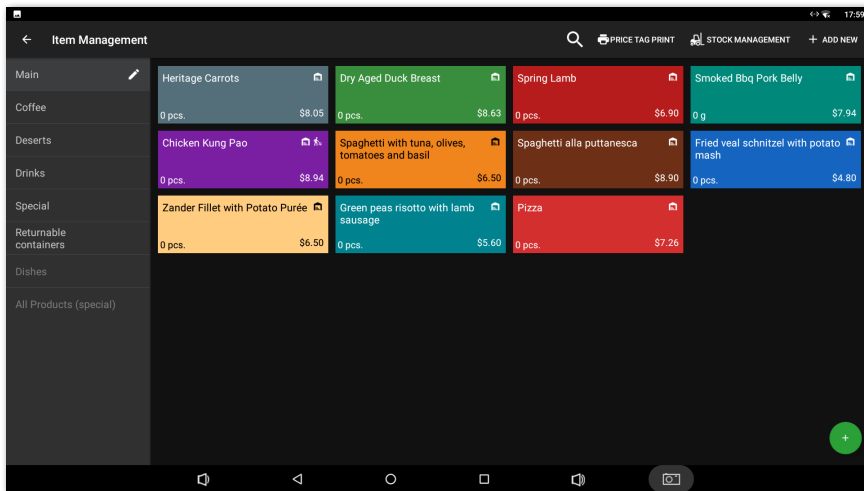 17:59
Item Management
PRICE TAG PRINT
STOCK MANAGEMENT
+ ADD NEW
Main
Coffee
Deserts
Drinks
Special
Returnable
containers
Dishes
All Products (special)
Heritage Carrots
0 pcs.
$8.05
Dry Aged Duck Breast
0 pcs.
$8.63
Spring Lamb
0 pcs.
$6.90
Smoked Bbq Pork Belly
0 g
$7.94
Chicken Kung Pao
0 pcs.
$8.94
Spaghetti with tuna, olives,
tomatoes and basil
0 pcs.
$6.50
Spaghetti alla puttanesca
0 pcs.
$8.90
Fried veal schnitzel with potato
mash
0 pcs.
$4.80
Zander Fillet with Potato Purée
0 pcs.
$6.50
Green peas risotto with lamb
sausage
0 pcs.
$5.60
Pizza
0 pcs.
$7.26
+